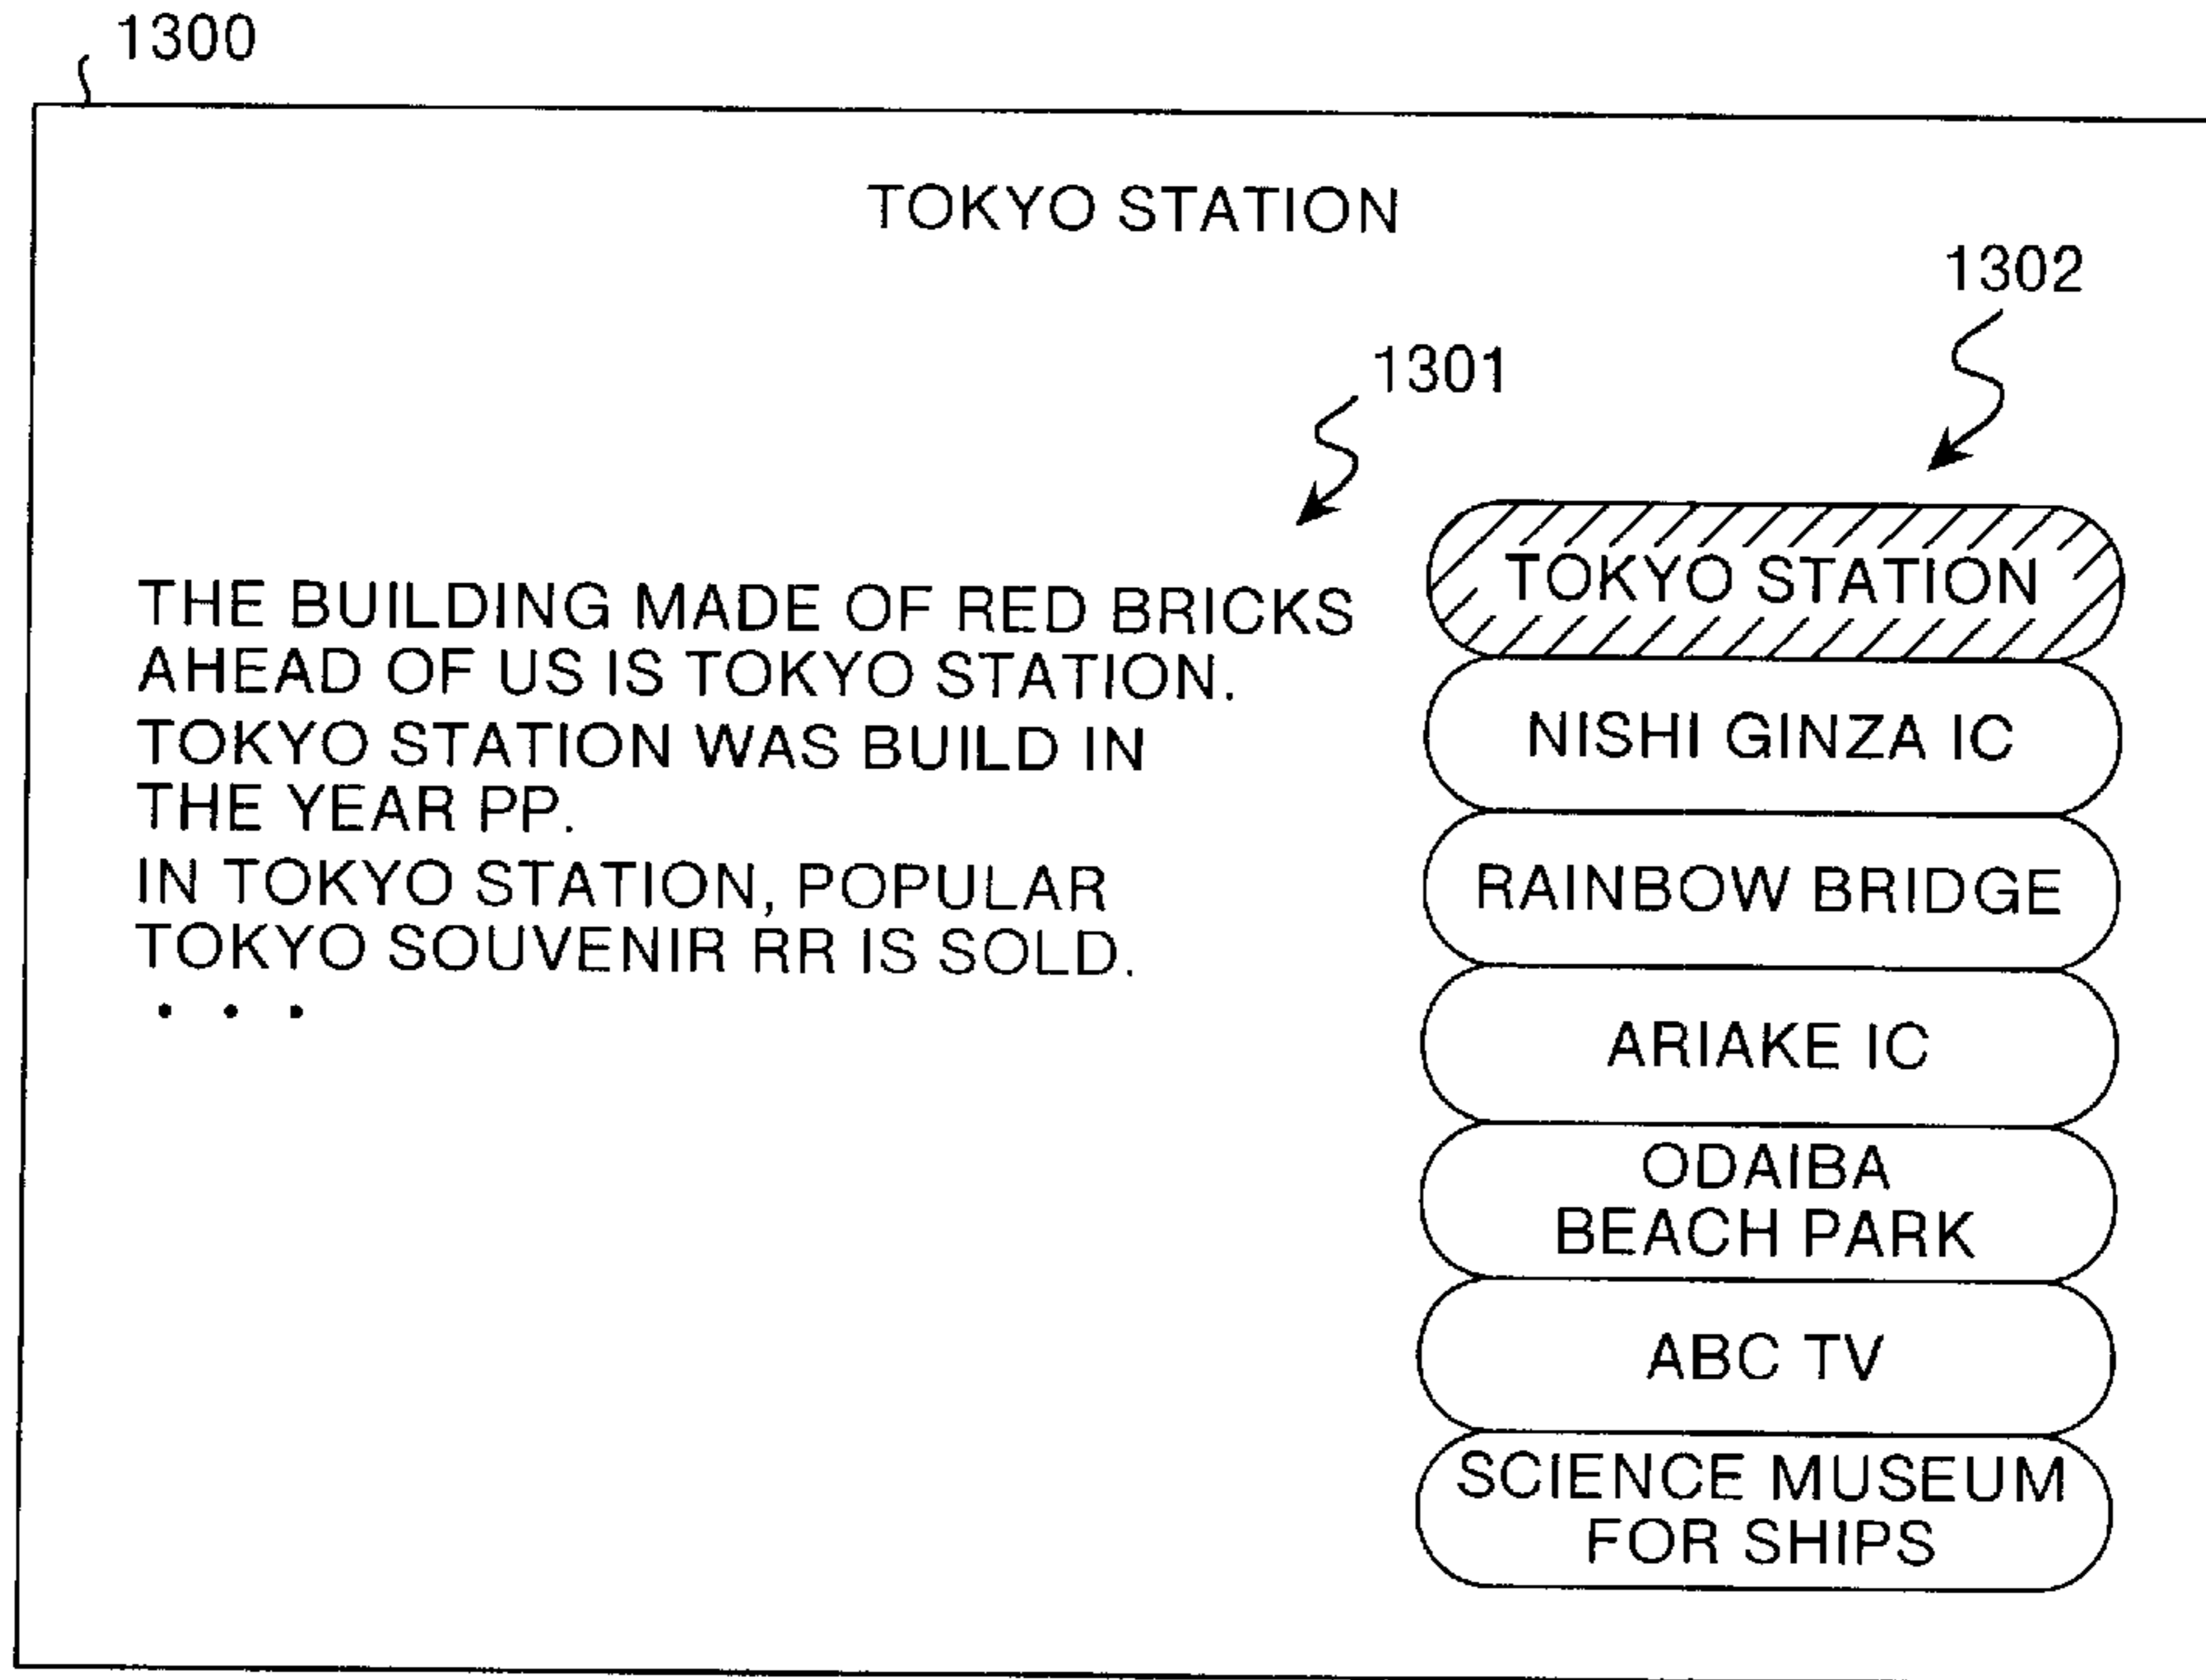 1300
TOKYO STATION
1302
1301
THE BUILDING MADE OF RED BRICKS
AHEAD OF US IS TOKYO STATION.
TOKYO STATION WAS BUILD IN
THE YEAR PP.
IN TOKYO STATION, POPULAR
TOKYO SOUVENIR RR IS SOLD.
• • •
TOKYO STATION
NISHI GINZA IC
RAINBOW BRIDGE
ARIAKE IC
ODAIBA
BEACH PARK
ABC TV
SCIENCE MUSEUM
FOR SHIPS